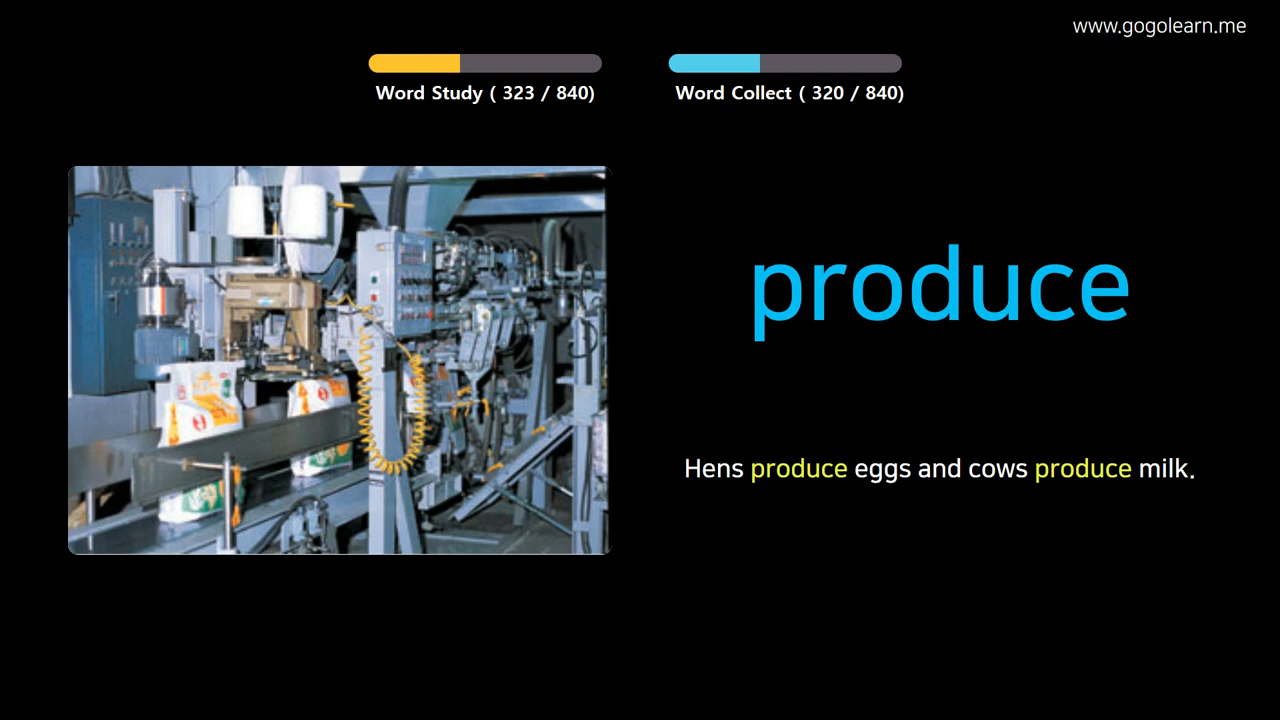 www.gogolearn.me
Word Study ( 323 / 840)
Word Collect ( 320 / 840)
produce
Hens produce eggs and cows produce milk.